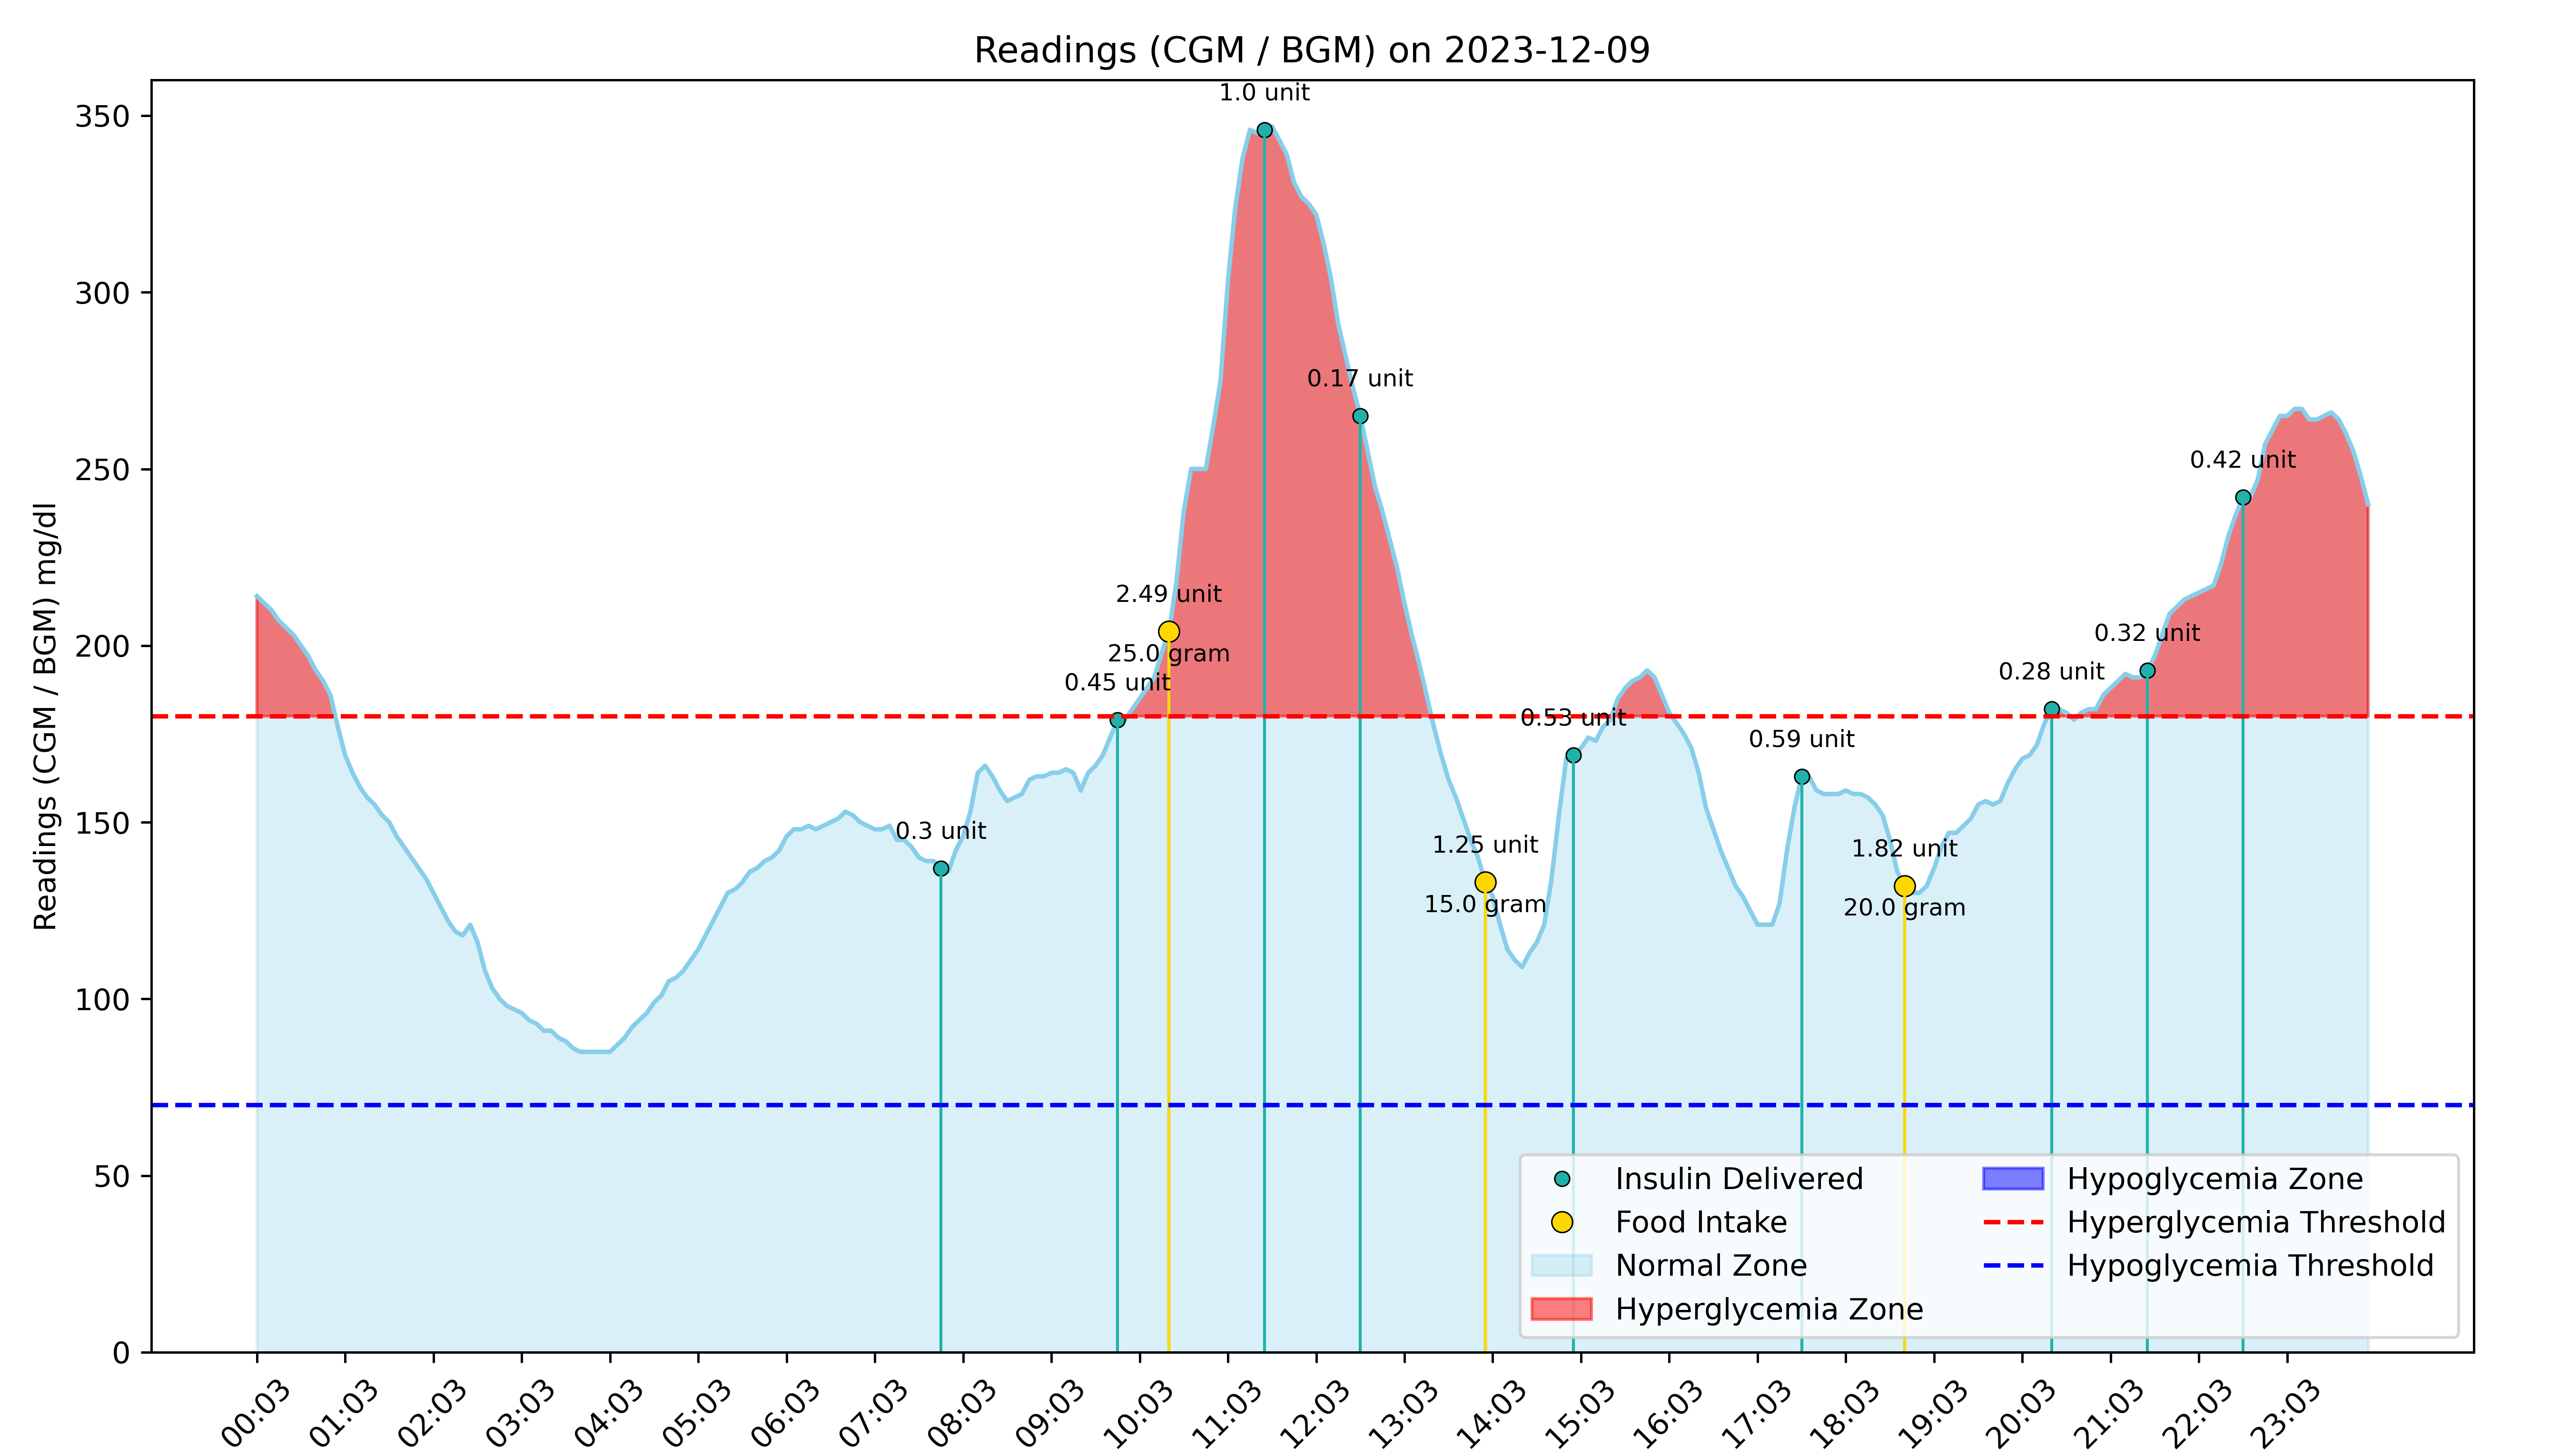 Readings (CGM / BGM) on 2023-12-09
Readings (CGM / BGM) mg/dl
350
300
250
200
150
100
50
0
1.0 unit
0.17 unit
0.42 unit
2.49 unit
25.0 gram
0.45 unit
0.32 unit
0.28 unit
0.53 unit
0.59 unit
0.3 unit
1.25 unit
15.0 gram
1.82 unit
20.0 gram
Insulin Delivered
Food Intake
Normal Zone
Hyperglycemia Zone
Hypoglycemia Zone
Hyperglycemia Threshold
Hypoglycemia Threshold
00:03
01:03
02:03
03:03
04:03
05:03
06:03
07:03
08:03
09:03
10:03
11:03
12:03
13:03
14:03
15:03
16:03
17:03
18:03
19:03
20:03
21:03
22:03
23:03